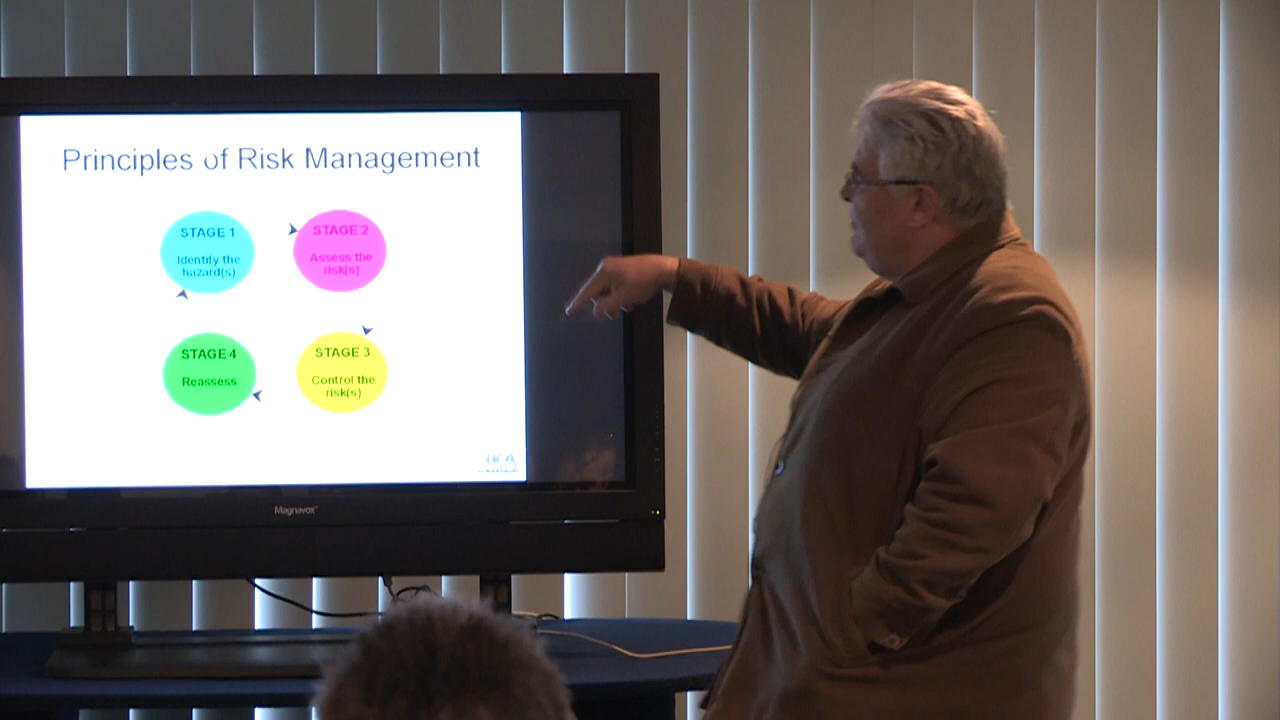 Principles of Risk Management
STAGE 1
Identify the
hazard(s)
STAGE 2
Assess the
risk(s)
STAGE 4
Reassess
STAGE 3
Control the
risk(s)
Magnavox